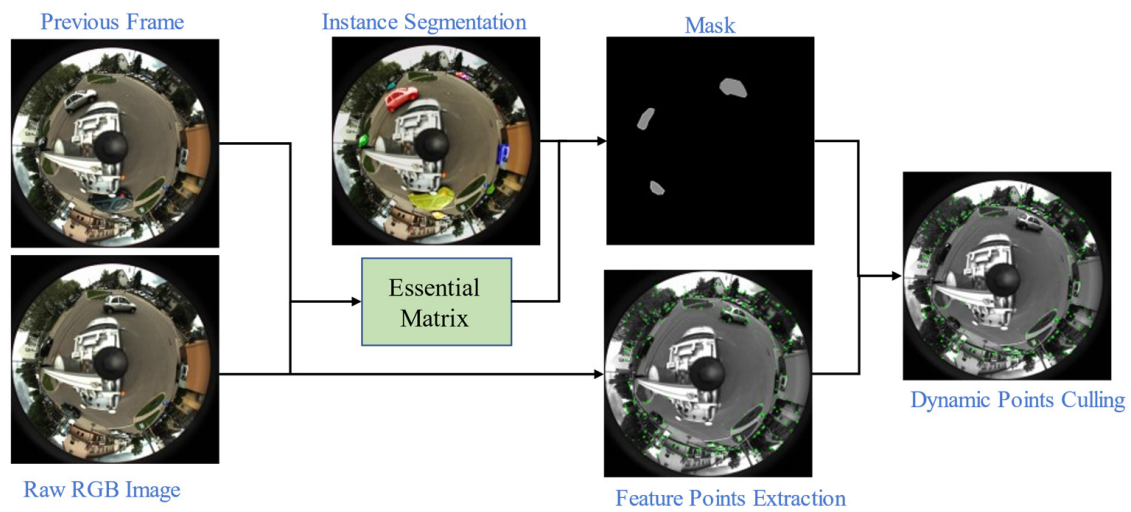 Previous Frame
Instance Segmentation
Mask
Essential
Matrix
Dynamic Points Culling
Raw RGB Image
Feature Points Extraction